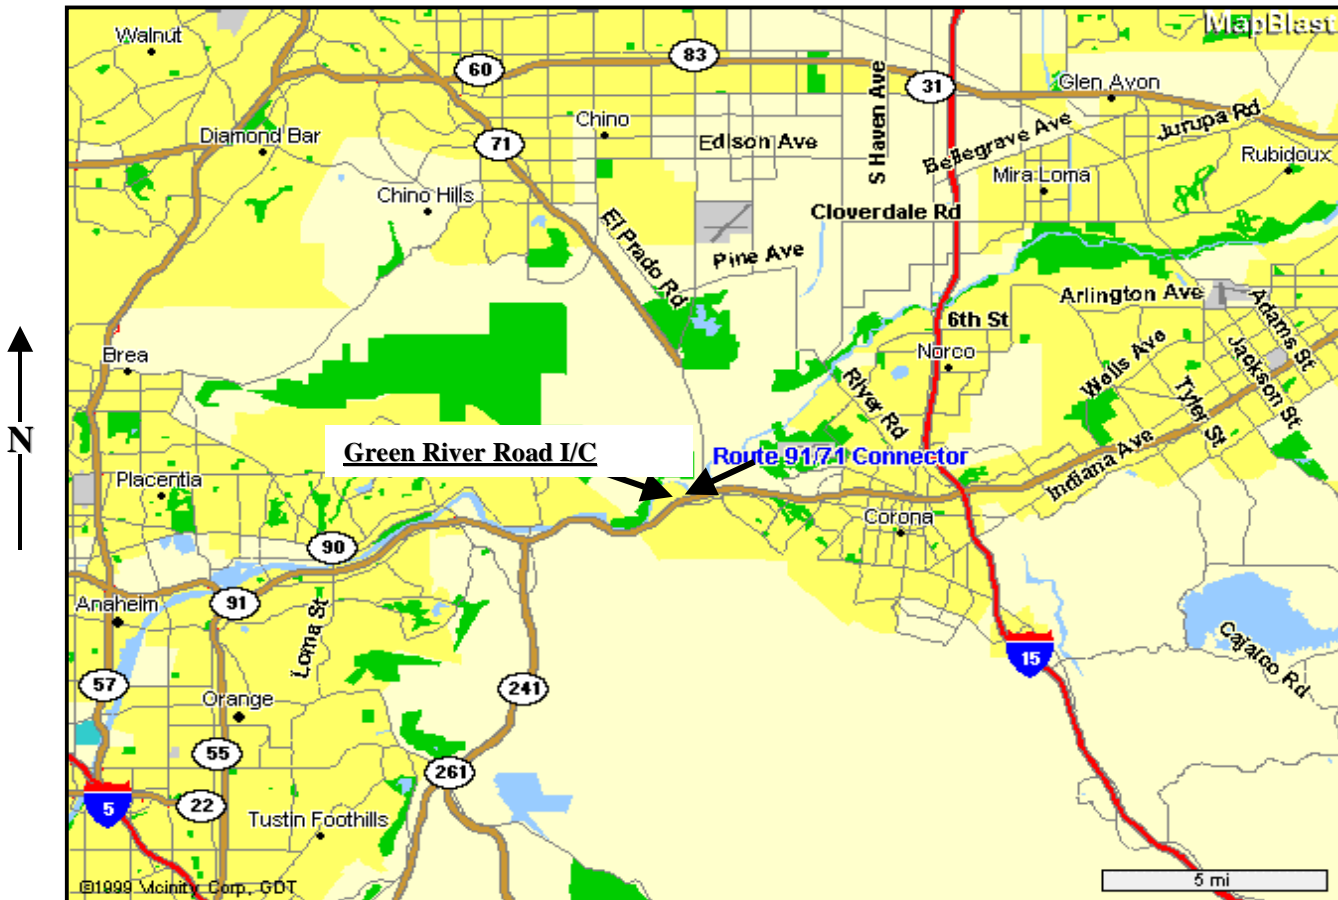 MapBlast
Walnut
83
60
31
Glen Avon
S Haven Ave
Chino
Jurupa Rd
Diamond Bar
71
Edison Ave
Bellegrave Ave
Rubidoux
Mira Loma
Chino Hills
Cloverdale Rd
El Prado Rd
Pine Ave
Arlington Ave
Adams St
6th St
Brea
Norco
Wells Ave
Jackson St
N
River Rd
Tyler St
Green River Road I/C
Route 91/71 Connector
Indiana Ave
Placentia
Corona
90
Anaheim
91
Loma St
15
Cajalco Rd
57
241
Orange
55
261
5
22
Tustin Foothills
©1999 Vicinity Corp, GDT
5 mi